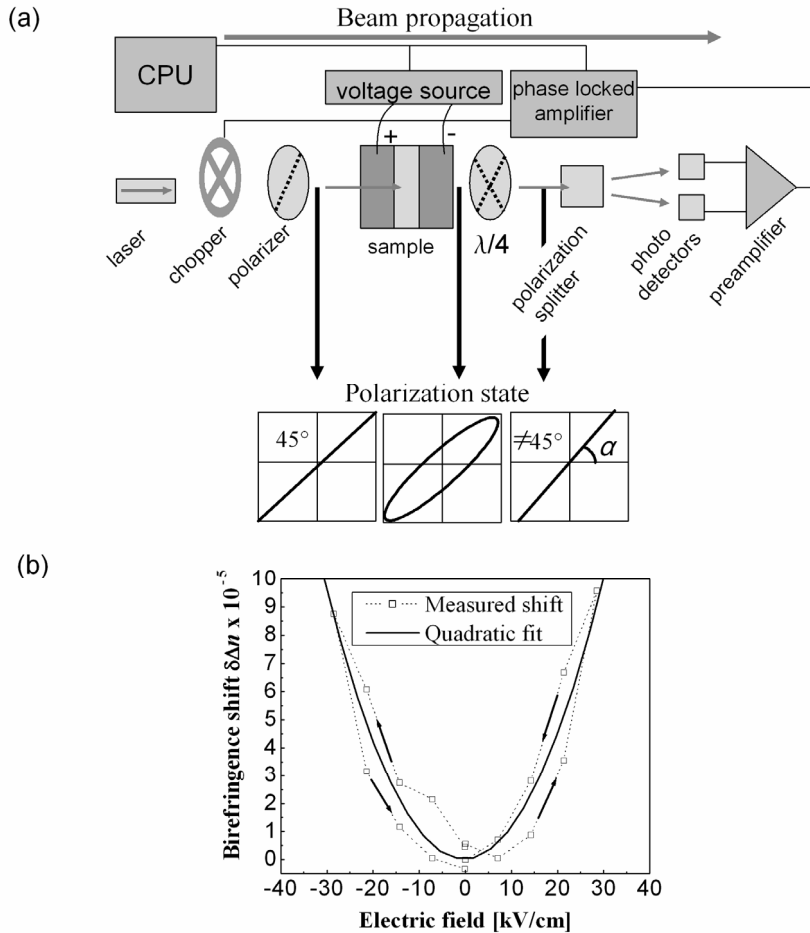 (a)
Beam propagation
CPU
voltage source
phase locked
amplifier
+ -
laser
chopper
polarizer
sample
λ/4
polarization
splitter
photo
detectors
preamplifier
Polarization state
45°
≠45°
α
(b)
Birefringence shift δΔn x 10⁻⁵
10
9
8
7
6
5
4
3
2
1
0
Measured shift
Quadratic fit
-40 -30 -20 -10 0 10 20 30 40
Electric field [kV/cm]